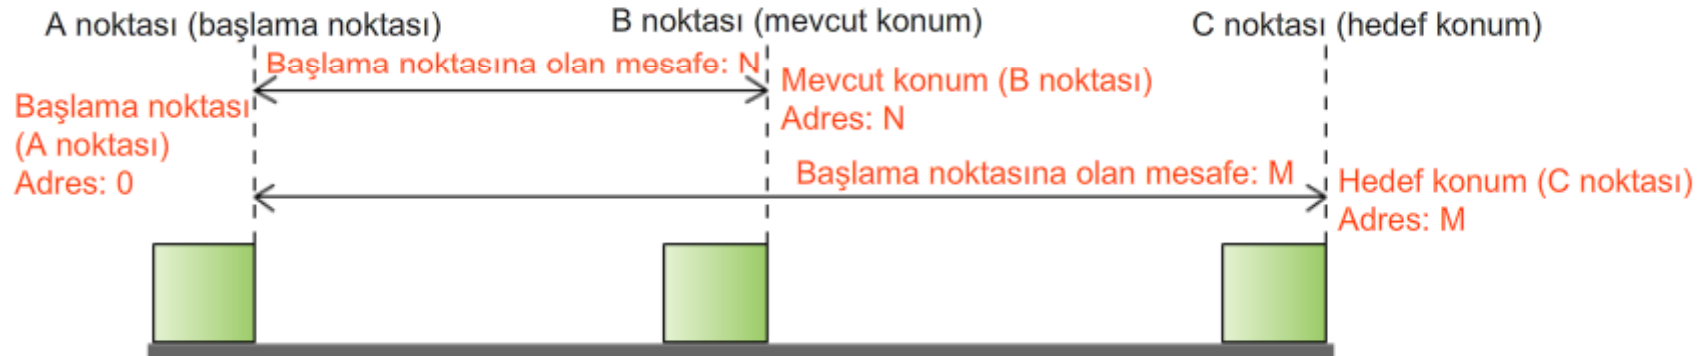 A noktası (başlama noktası)
B noktası (mevcut konum)
C noktası (hedef konum)
Başlama noktasına olan mesafe: N
Mevcut konum (B noktası)
Adres: N
Başlama noktası
(A noktası)
Adres: 0
Başlama noktasına olan mesafe: M
Hedef konum (C noktası)
Adres: M